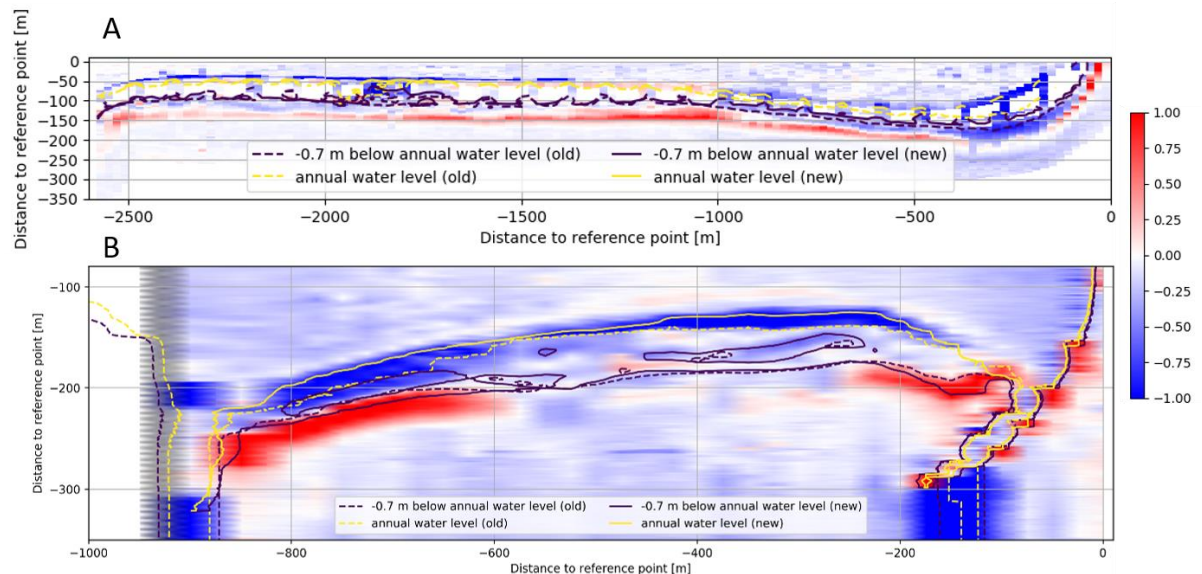 A
Distance to reference point [m]
0
−50
−100
−150
−200
−250
−300
−350
-0.7 m below annual water level (old)
-0.7 m below annual water level (new)
annual water level (old)
annual water level (new)
−2500
−2000
−1500
−1000
−500
0
Distance to reference point [m]
B
Distance to reference point [m]
−100
−200
−300
-0.7 m below annual water level (old)
-0.7 m below annual water level (new)
annual water level (old)
annual water level (new)
−1000
−800
−600
−400
−200
0
Distance to reference point [m]
1.00
0.75
0.50
0.25
0.00
−0.25
−0.50
−0.75
−1.00